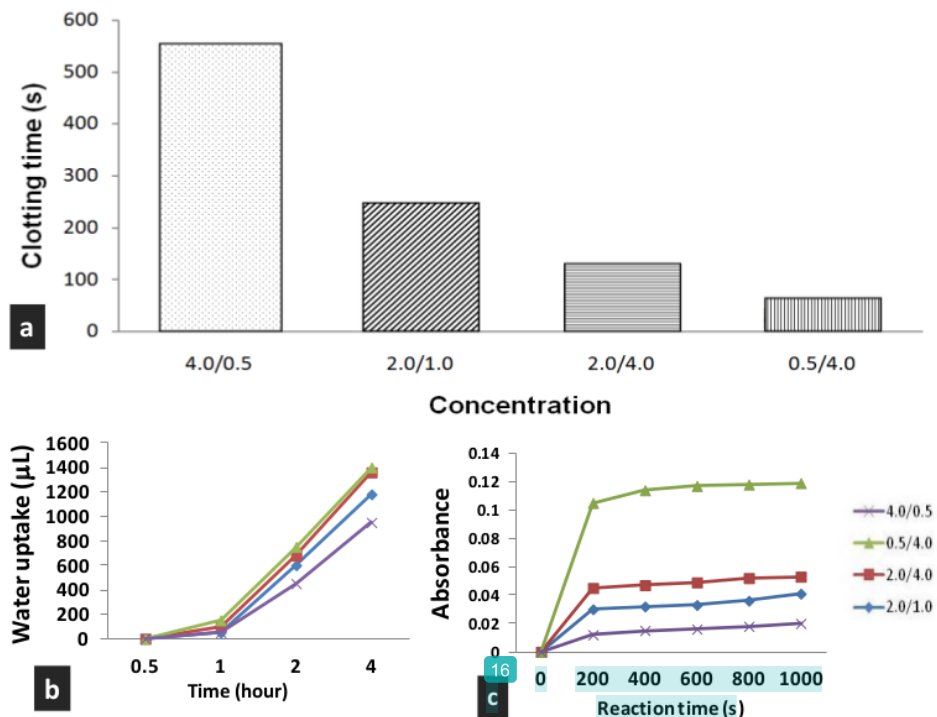 600
500
400
300
200
100
0
Clotting time (s)
a
4.0/0.5 2.0/1.0 2.0/4.0 0.5/4.0
Concentration
1600
1400
1200
1000
800
600
400
200
0
Water uptake (µL)
0.5 1 2 4
Time (hour)
b
0.14
0.12
0.1
0.08
0.06
0.04
0.02
0
Absorbance
4.0/0.5
0.5/4.0
2.0/4.0
2.0/1.0
16
0 200 400 600 800 1000
c
Reaction time (s)